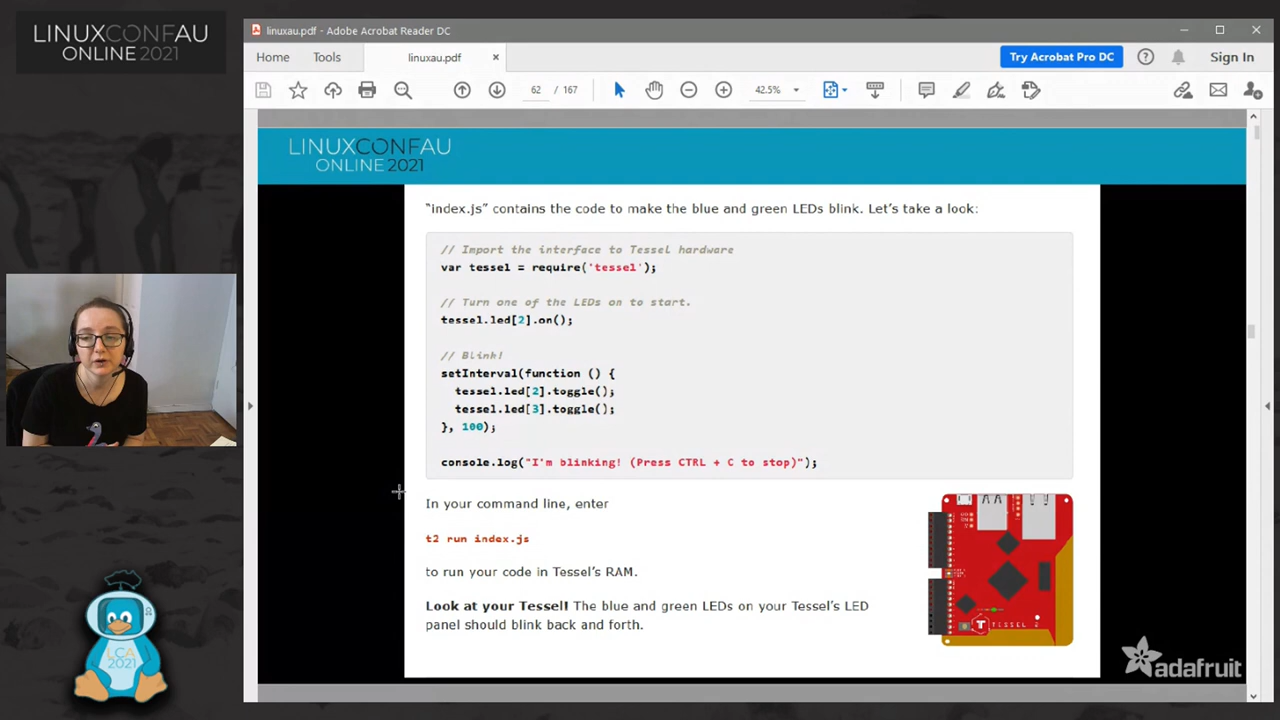 LINUXCONFAU
ONLINE 2021
linuxau.pdf - Adobe Acrobat Reader DC
Home Tools linuxau.pdf × Try Acrobat Pro DC Sign In
62 / 167 42.5%
LINUXCONFAU
ONLINE 2021
“index.js” contains the code to make the blue and green LEDs blink. Let’s take a look:
// Import the interface to Tessel hardware
var tessel = require('tessel');
// Turn one of the LEDs on to start.
tessel.led[2].on();
// Blink!
setInterval(function () {
tessel.led[2].toggle();
tessel.led[3].toggle();
}, 100);
console.log("I'm blinking! (Press CTRL + C to stop)");
In your command line, enter
t2 run index.js
to run your code in Tessel’s RAM.
Look at your Tessel! The blue and green LEDs on your Tessel’s LED
panel should blink back and forth.
TESSEL 2
adafruit
LCA
2021